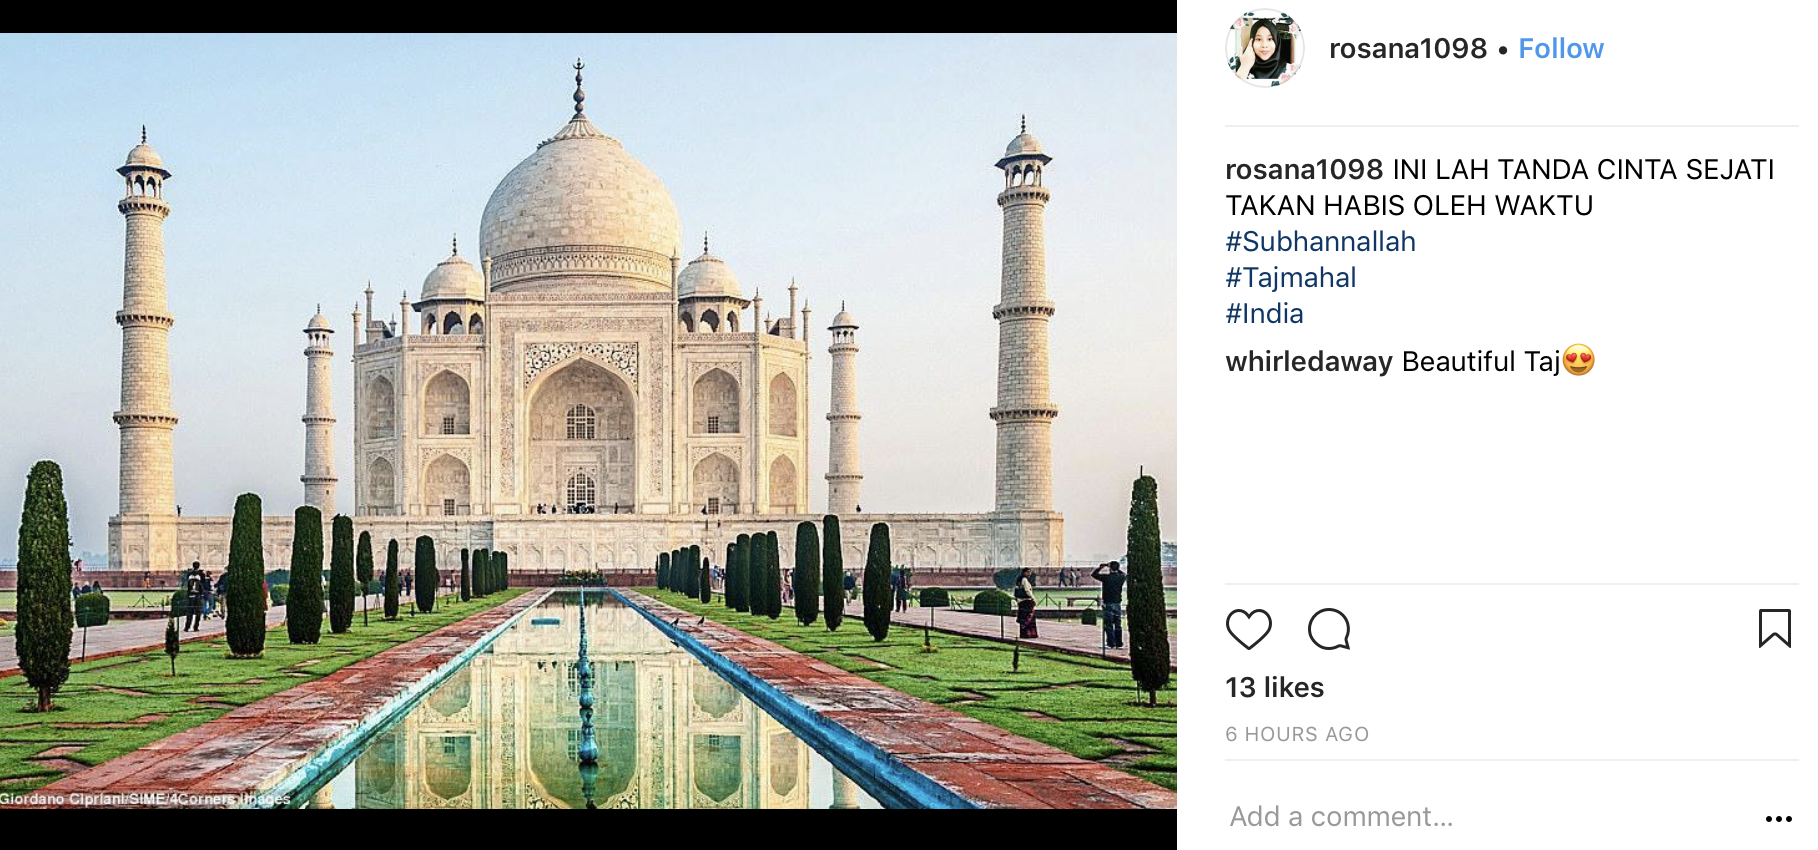 Giordano Cipriani/SIME/4Corners Images
rosana1098 • Follow
rosana1098 INI LAH TANDA CINTA SEJATI
TAKAN HABIS OLEH WAKTU
#Subhannallah
#Tajmahal
#India
whirledaway Beautiful Taj😍
13 likes
6 HOURS AGO
Add a comment...